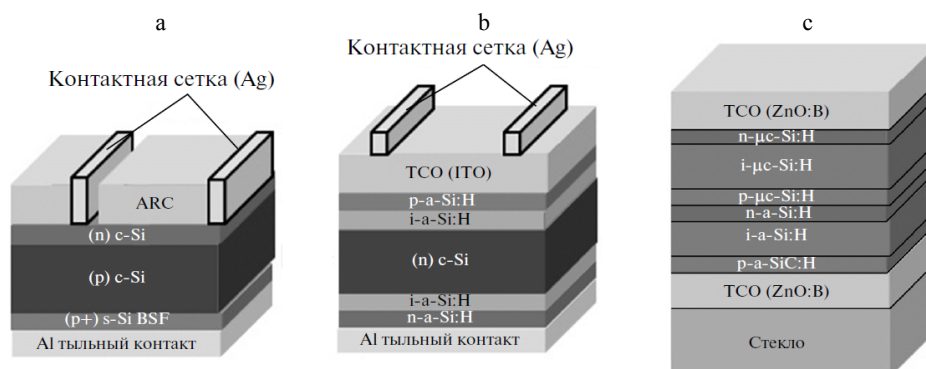 a
Контактная сетка (Ag)
ARC
(n) c-Si
(p) c-Si
(p+) s-Si BSF
Al тыльный контакт
b
Контактная сетка (Ag)
TCO (ITO)
p-a-Si:H
i-a-Si:H
(n) c-Si
i-a-Si:H
n-a-Si:H
Al тыльный контакт
c
TCO (ZnO:B)
n-μc-Si:H
i-μc-Si:H
p-μc-Si:H
n-a-Si:H
i-a-Si:H
p-a-SiC:H
TCO (ZnO:B)
Стекло